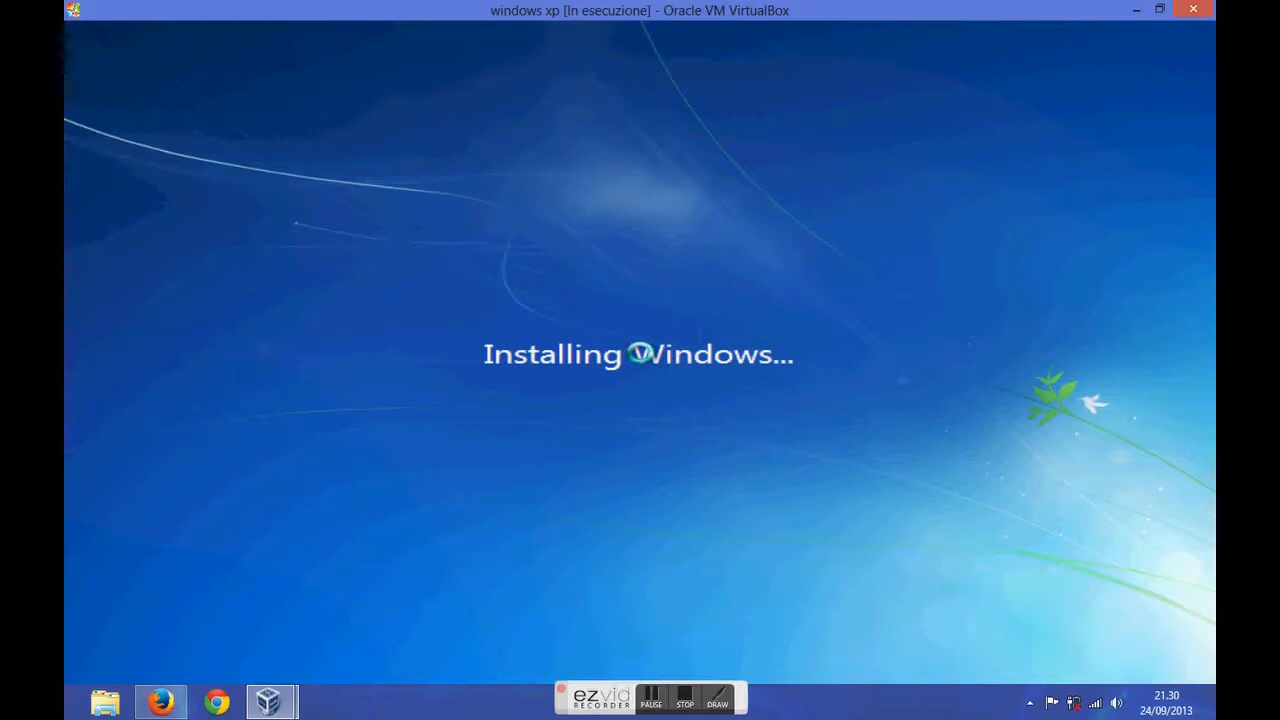 windows xp [In esecuzione] - Oracle VM VirtualBox
Installing Windows...
ezvid
RECORDER
PAUSE
STOP
DRAW
21.30
24/09/2013